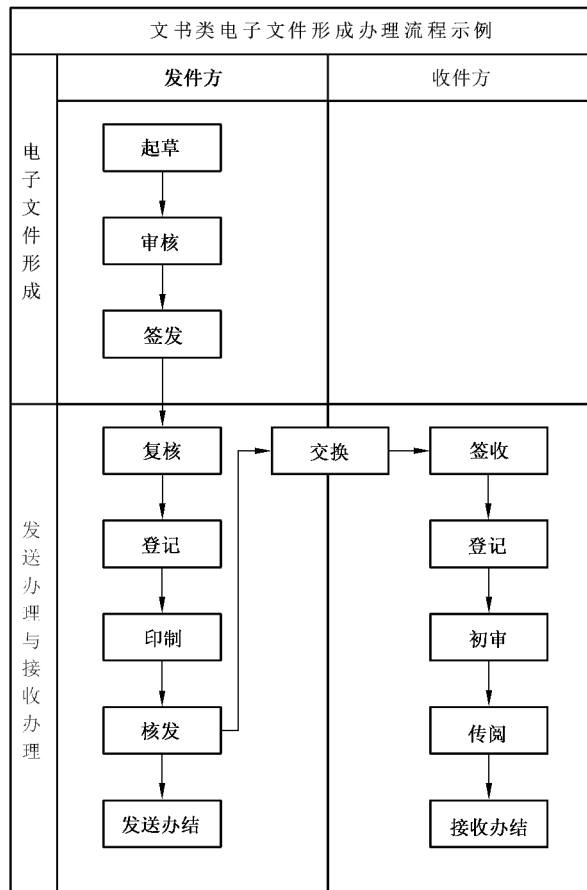 文书类电子文件形成办理流程示例
发件方
收件方
电子文件形成
起草
审核
签发
发送办理与接收办理
复核
交换
签收
登记
登记
印制
初审
核发
传阅
发送办结
接收办结